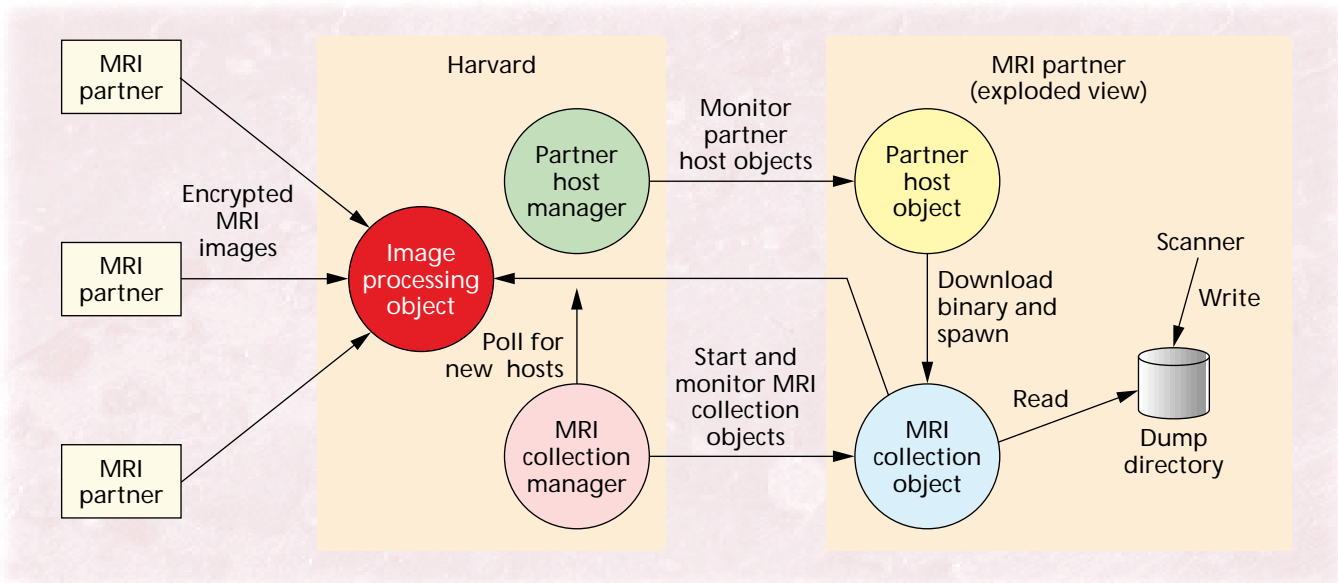 MRI
partner
Encrypted
MRI
images
MRI
partner
MRI
partner
Harvard
Partner
host
manager
Image
processing
object
Poll for
new hosts
MRI
collection
manager
Monitor
partner
host objects
Start and
monitor MRI
collection
objects
MRI partner
(exploded view)
Partner
host
object
Download
binary and
spawn
MRI
collection
object
Scanner
Write
Read
Dump
directory